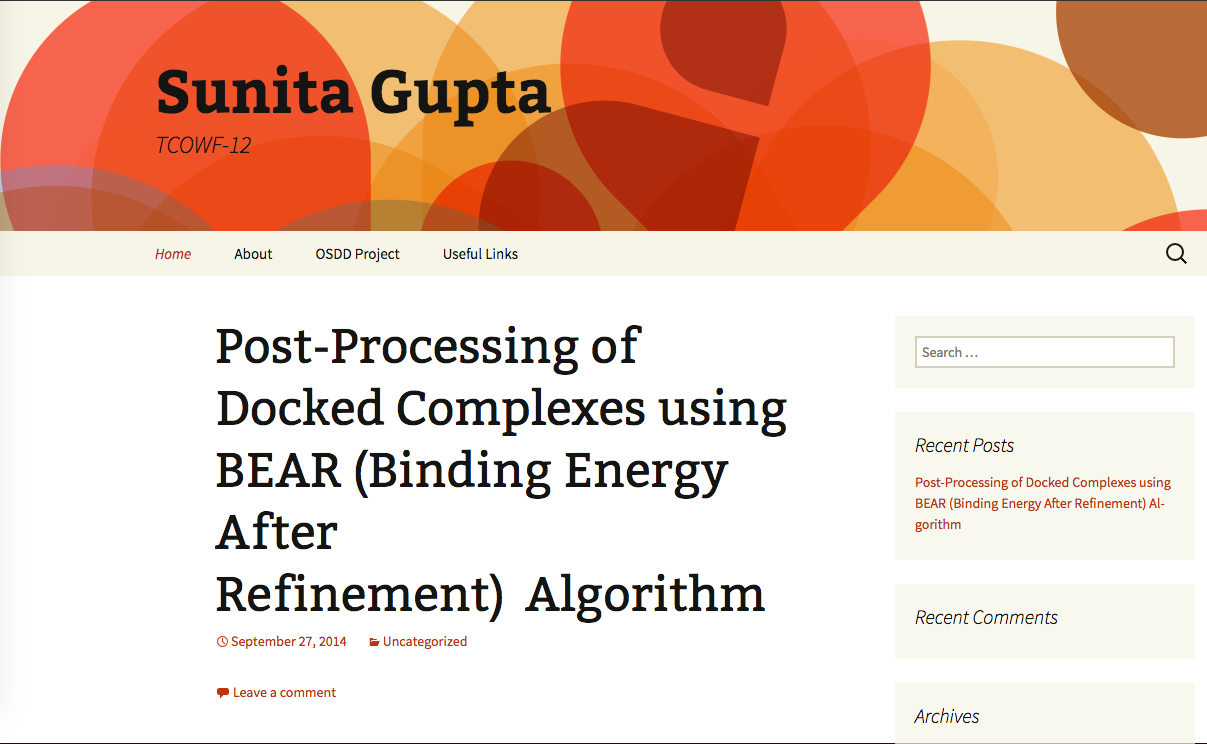 Sunita Gupta
TCOWF-12
Home About OSDD Project Useful Links
Post-Processing of
Docked Complexes using
BEAR (Binding Energy
After
Refinement)  Algorithm
September 27, 2014 Uncategorized
Leave a comment
Search ...
Recent Posts
Post-Processing of Docked Complexes using
BEAR (Binding Energy After Refinement) Al-
gorithm
Recent Comments
Archives